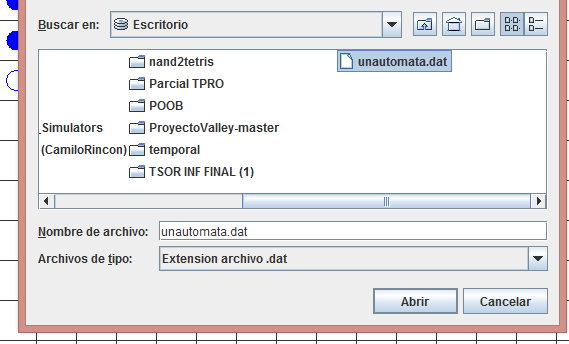 Buscar en: Escritorio
nand2tetris unautomata.dat
Parcial TPRO
POOB
_Simulators ProyectoValley-master
(CamiloRincon) temporal
TSOR INF FINAL (1)
Nombre de archivo: unautomata.dat
Archivos de tipo: Extension archivo .dat
Abrir Cancelar